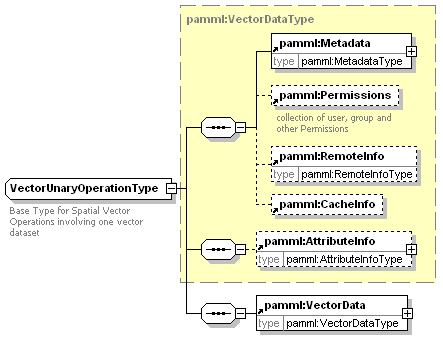 pamml:VectorDataType
pamml:Metadata
type pamml:MetadataType
pamml:Permissions
collection of user, group and
other Permissions
pamml:RemoteInfo
type pamml:RemoteInfoType
pamml:CacheInfo
VectorUnaryOperationType
Base Type for Spatial Vector
Operations involving one vector
dataset
pamml:AttributeInfo
type pamml:AttributeInfoType
pamml:VectorData
type pamml:VectorDataType